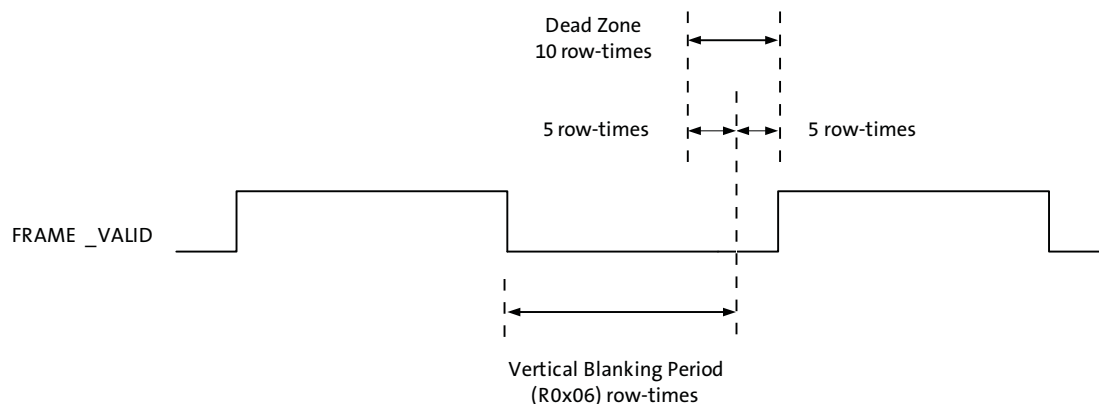 Dead Zone
10 row-times
5 row-times
5 row-times
FRAME _VALID
Vertical Blanking Period
(R0x06) row-times